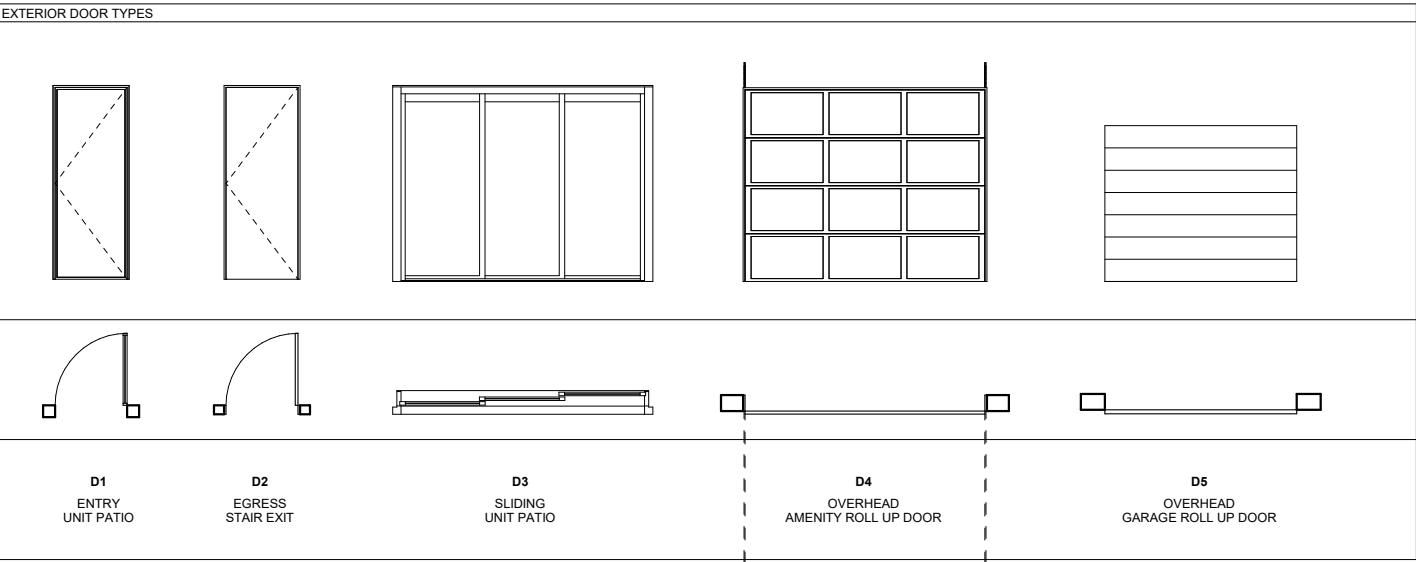 EXTERIOR DOOR TYPES
D1
ENTRY
UNIT PATIO
D2
EGRESS
STAIR EXIT
D3
SLIDING
UNIT PATIO
D4
OVERHEAD
AMENITY ROLL UP DOOR
D5
OVERHEAD
GARAGE ROLL UP DOOR